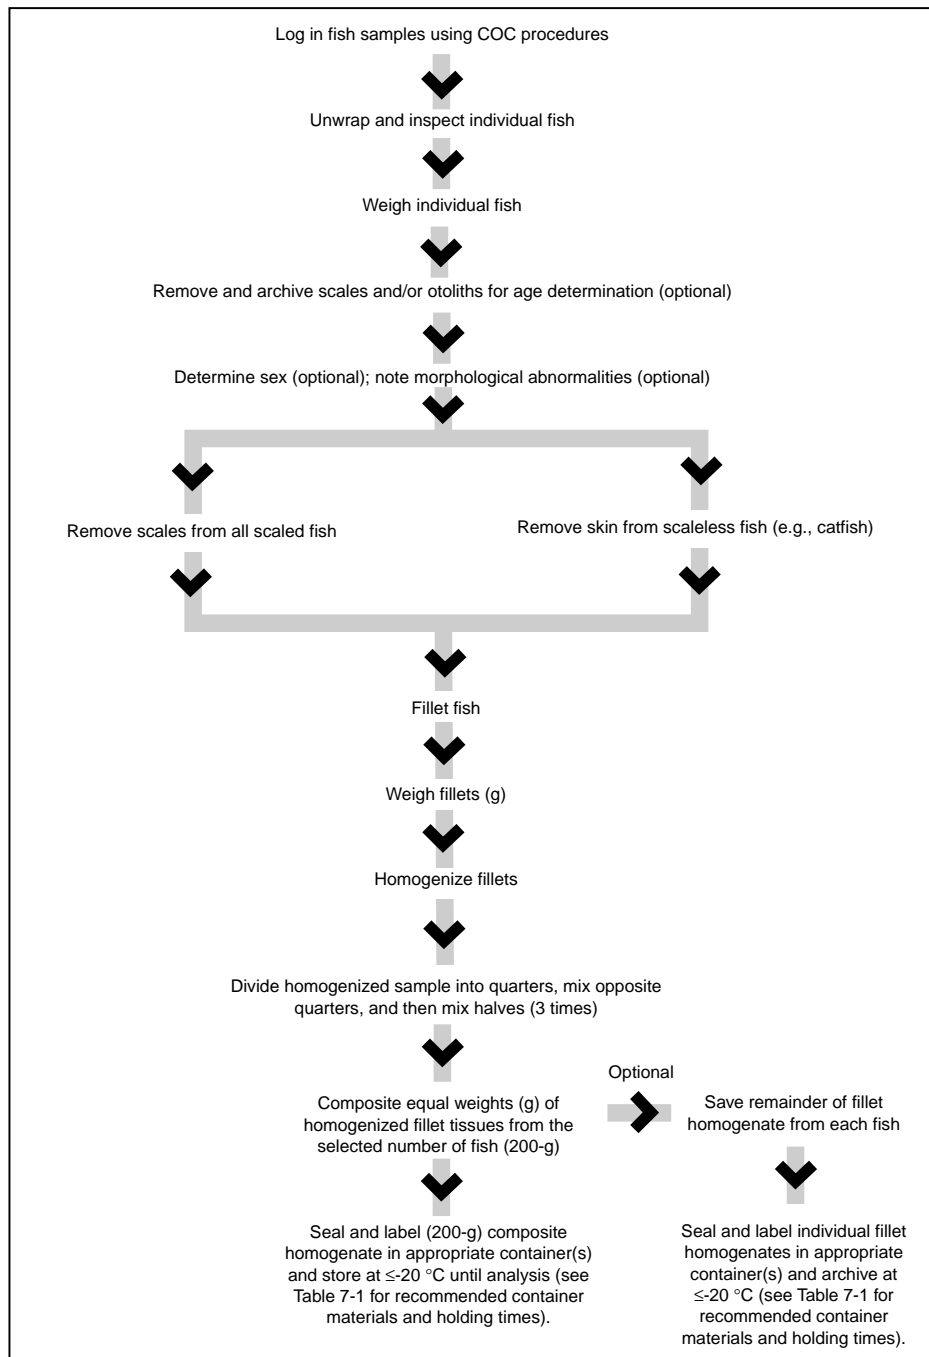 Log in fish samples using COC procedures
Unwrap and inspect individual fish
Weigh individual fish
Remove and archive scales and/or otoliths for age determination (optional)
Determine sex (optional); note morphological abnormalities (optional)
Remove scales from all scaled fish
Remove skin from scaleless fish (e.g., catfish)
Fillet fish
Weigh fillets (g)
Homogenize fillets
Divide homogenized sample into quarters, mix opposite
quarters, and then mix halves (3 times)
Composite equal weights (g) of
homogenized fillet tissues from the
selected number of fish (200-g)
Optional
Save remainder of fillet
homogenate from each fish
Seal and label (200-g) composite
homogenate in appropriate container(s)
and store at ≤-20 °C until analysis (see
Table 7-1 for recommended container
materials and holding times).
Seal and label individual fillet
homogenates in appropriate
container(s) and archive at
≤-20 °C (see Table 7-1 for
recommended container
materials and holding times).